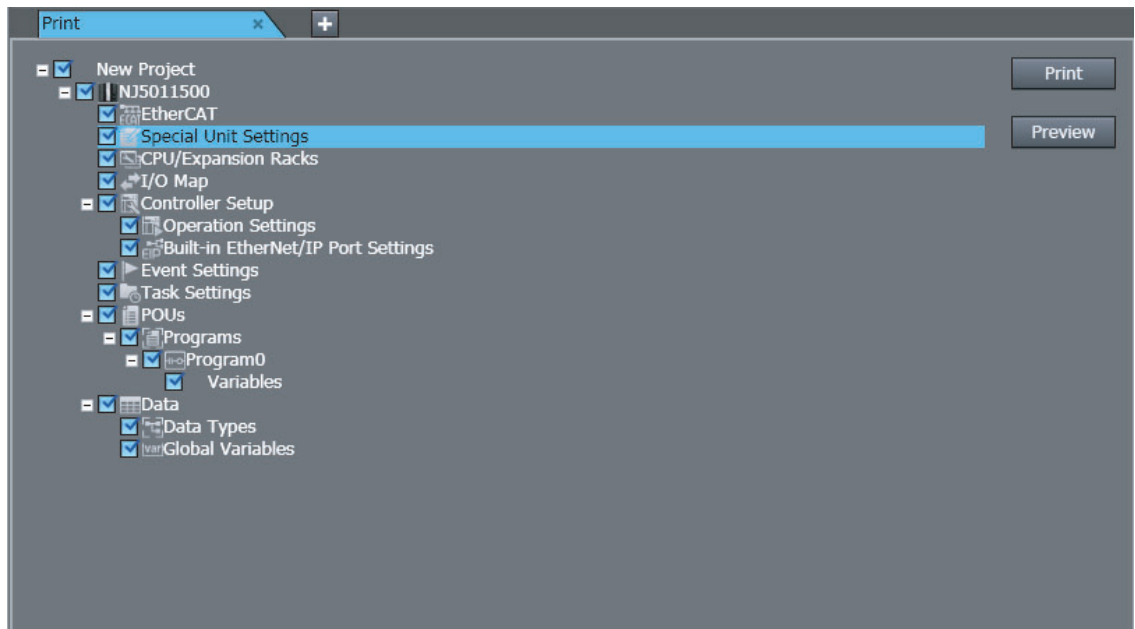 Print
New Project
Print
NJ5011500
EtherCAT
Special Unit Settings
Preview
CPU/Expansion Racks
I/O Map
Controller Setup
Operation Settings
Built-in EtherNet/IP Port Settings
Event Settings
Task Settings
POUs
Programs
Program0
Variables
Data
Data Types
Global Variables